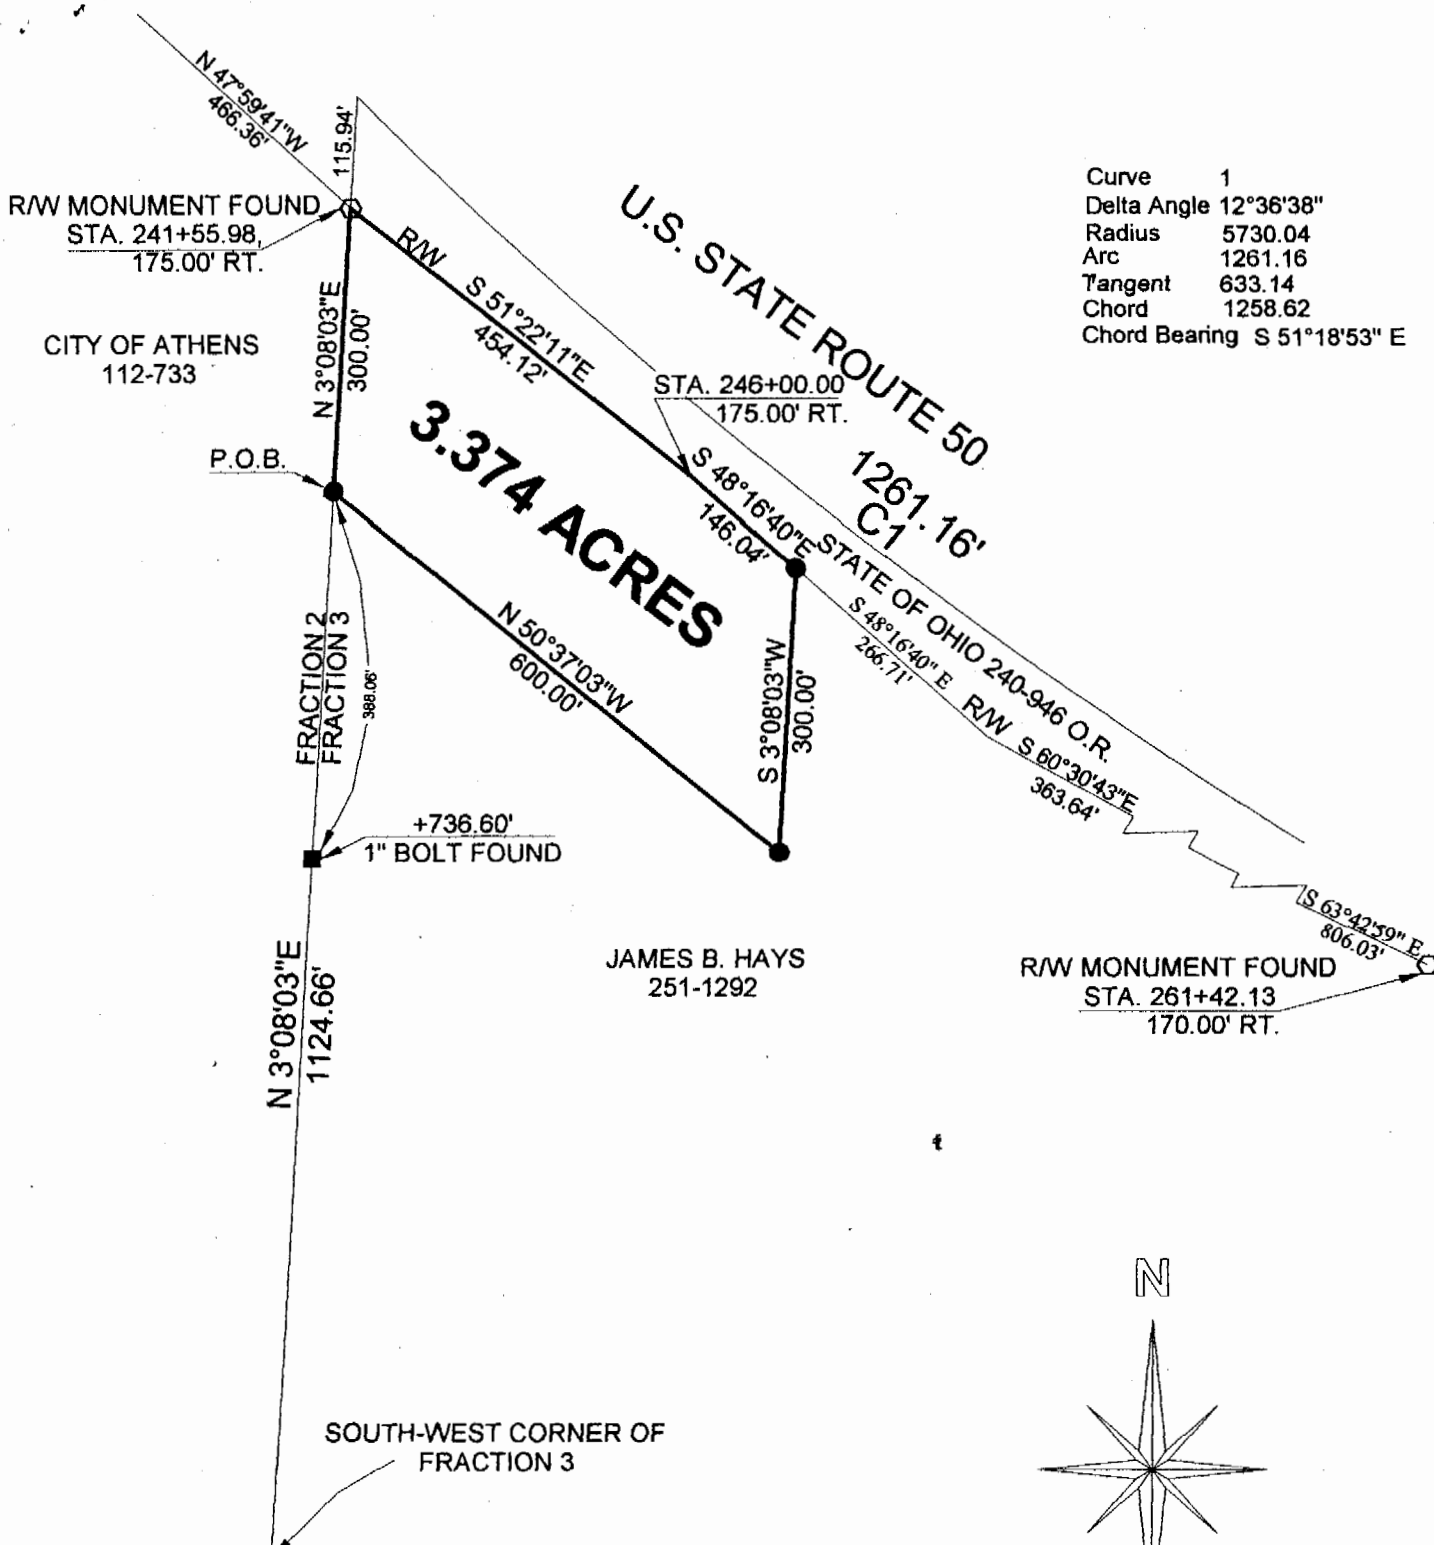 N 47°59'41"W
466.36'
115.94'
R/W MONUMENT FOUND
STA. 241+55.98,
175.00' RT.
CITY OF ATHENS
112-733
N 3°08'03"E
300.00'
R/W
S 51°22'11"E
454.12'
U.S. STATE ROUTE 50
Curve 1
Delta Angle 12°36'38"
Radius 5730.04
Arc 1261.16
Tangent 633.14
Chord 1258.62
Chord Bearing S 51°18'53" E
STA. 246+00.00
175.00' RT.
P.O.B.
3.374 ACRES
S 48°16'40"E
146.04'
1261.16'
C1
STATE OF OHIO 240-946 O.R.
S 48°16'40" E
266.71'
R/W
S 60°30'43"E
363.64'
N 50°37'03"W
600.00'
S 3°08'03"W
300.00'
FRACTION 2
FRACTION 3
388.06'
+736.60'
1" BOLT FOUND
S 63°42'59" E
806.03'
JAMES B. HAYS
251-1292
R/W MONUMENT FOUND
STA. 261+42.13
170.00' RT.
N 3°08'03"E
1124.66'
N
SOUTH-WEST CORNER OF
FRACTION 3